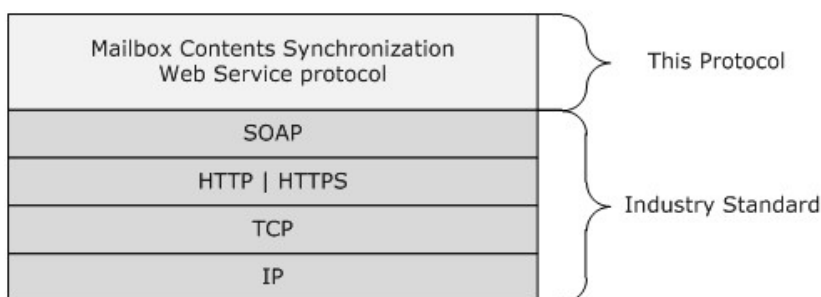 Mailbox Contents Synchronization
Web Service protocol
This Protocol
SOAP
HTTP | HTTPS
TCP
IP
Industry Standard